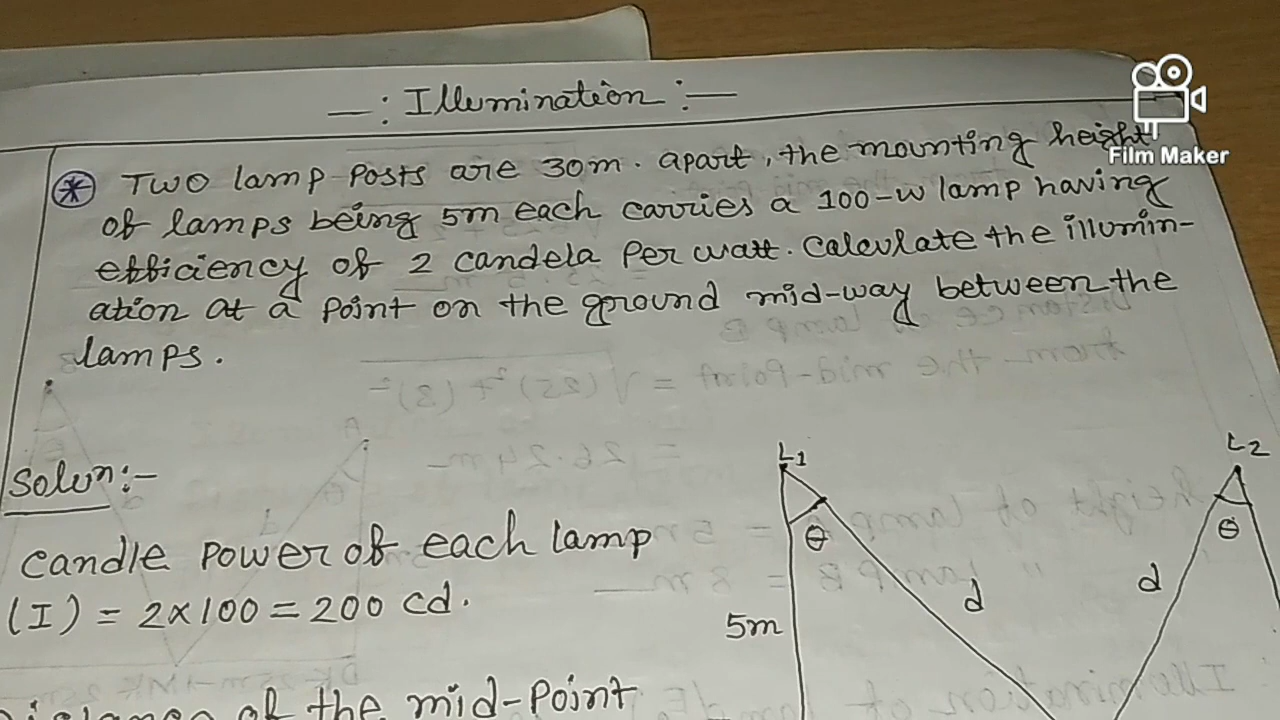 —: Illumination :—
Film Maker
* Two lamp posts are 30m. apart, the mounting height
of lamps being 5m each carries a 100-W lamp having
efficiency of 2 candela per watt. Calculate the illumin-
ation at a point on the ground mid-way between the
lamps.
Soluⁿ:-
L1
L2
θ
θ
Candle power of each lamp
(I) = 2×100 = 200 cd.
d
d
5m
of the mid-point